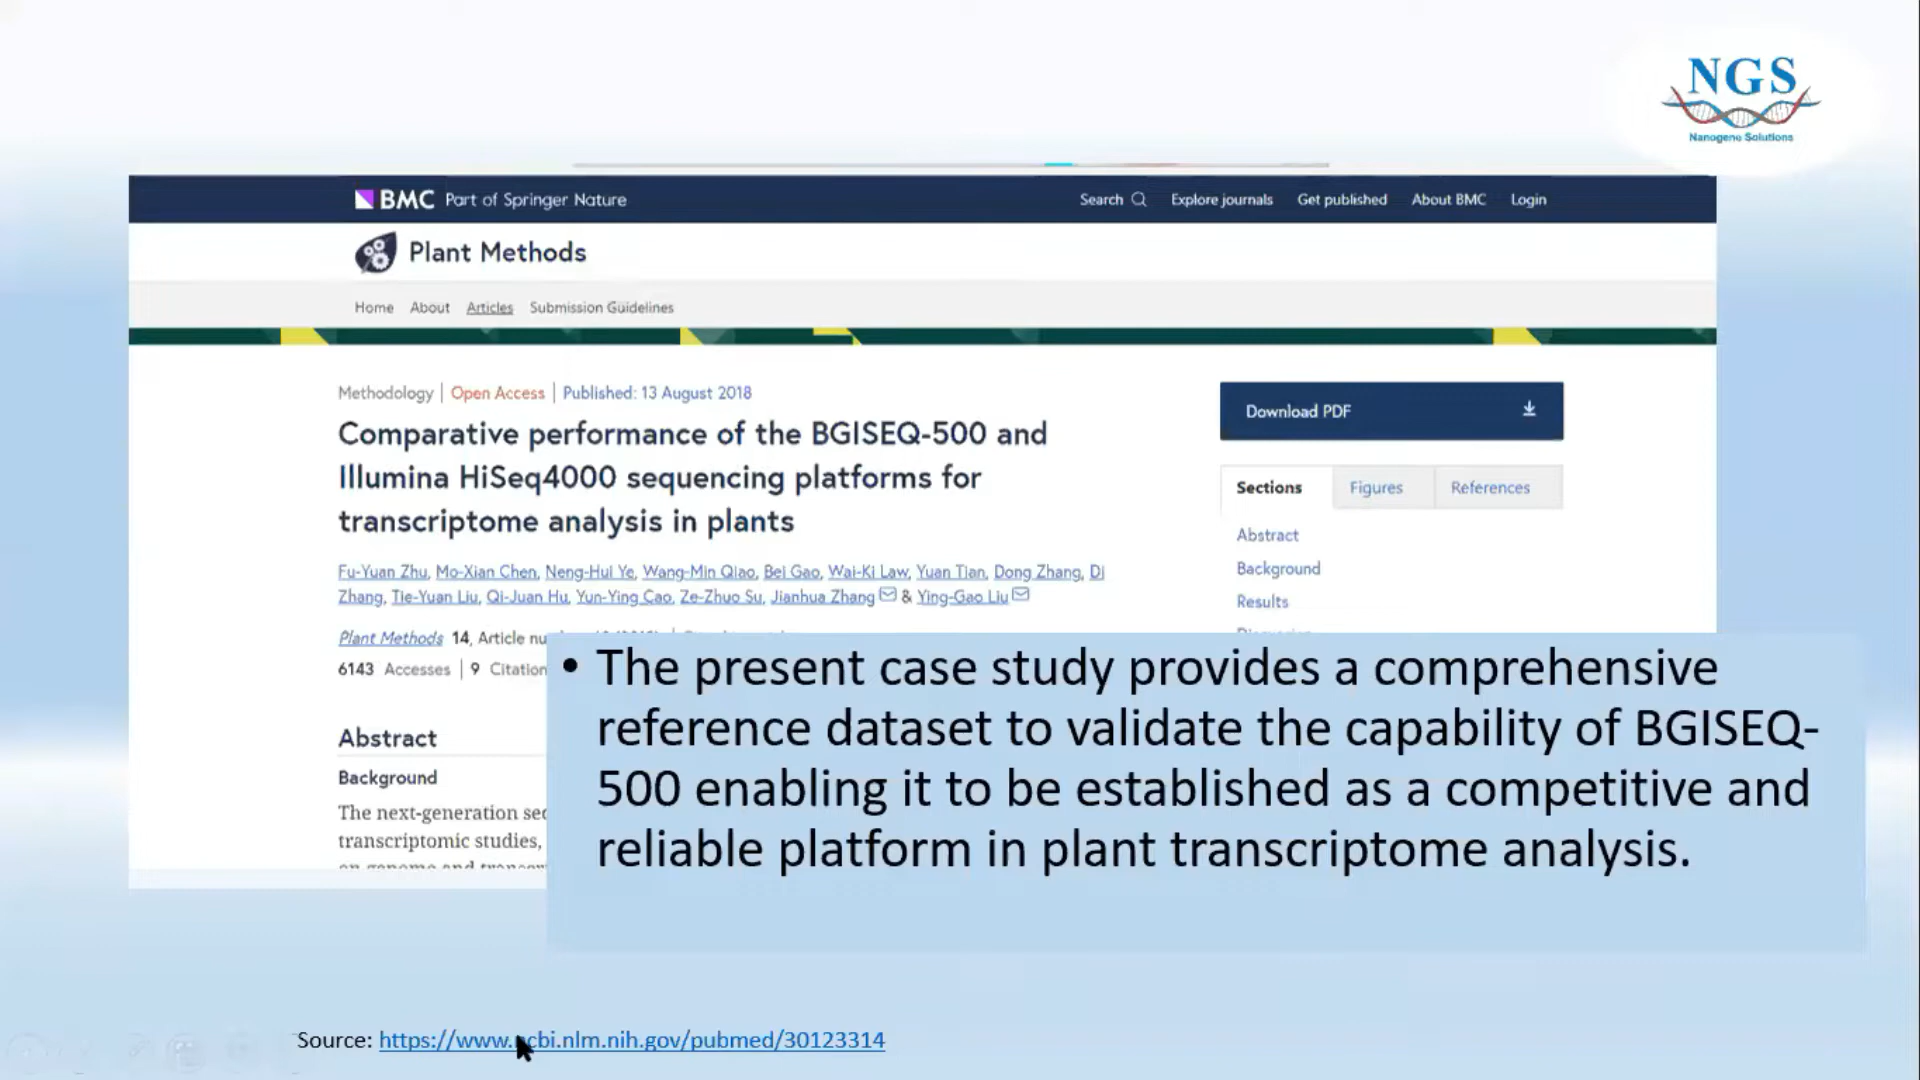 NGS
Nanogene Solutions
BMC Part of Springer Nature
Search Explore journals Get published About BMC Login
Plant Methods
Home About Articles Submission Guidelines
Methodology | Open Access | Published: 13 August 2018
Comparative performance of the BGISEQ-500 and
Illumina HiSeq4000 sequencing platforms for
transcriptome analysis in plants
Fu-Yuan Zhu, Mo-Xian Chen, Neng-Hui Ye, Wang-Min Qiao, Bei Gao, Wai-Ki Law, Yuan Tian, Dong Zhang, Di
Zhang, Tie-Yuan Liu, Qi-Juan Hu, Yun-Ying Cao, Ze-Zhuo Su, Jianhua Zhang & Ying-Gao Liu
Plant Methods 14, Article
6143 Accesses | 9 Citation
Abstract
Background
The next-generation
transcriptomic studies,
Download PDF
Sections Figures References
Abstract
Background
Results
• The present case study provides a comprehensive
reference dataset to validate the capability of BGISEQ-
500 enabling it to be established as a competitive and
reliable platform in plant transcriptome analysis.
Source: https://www.ncbi.nlm.nih.gov/pubmed/30123314